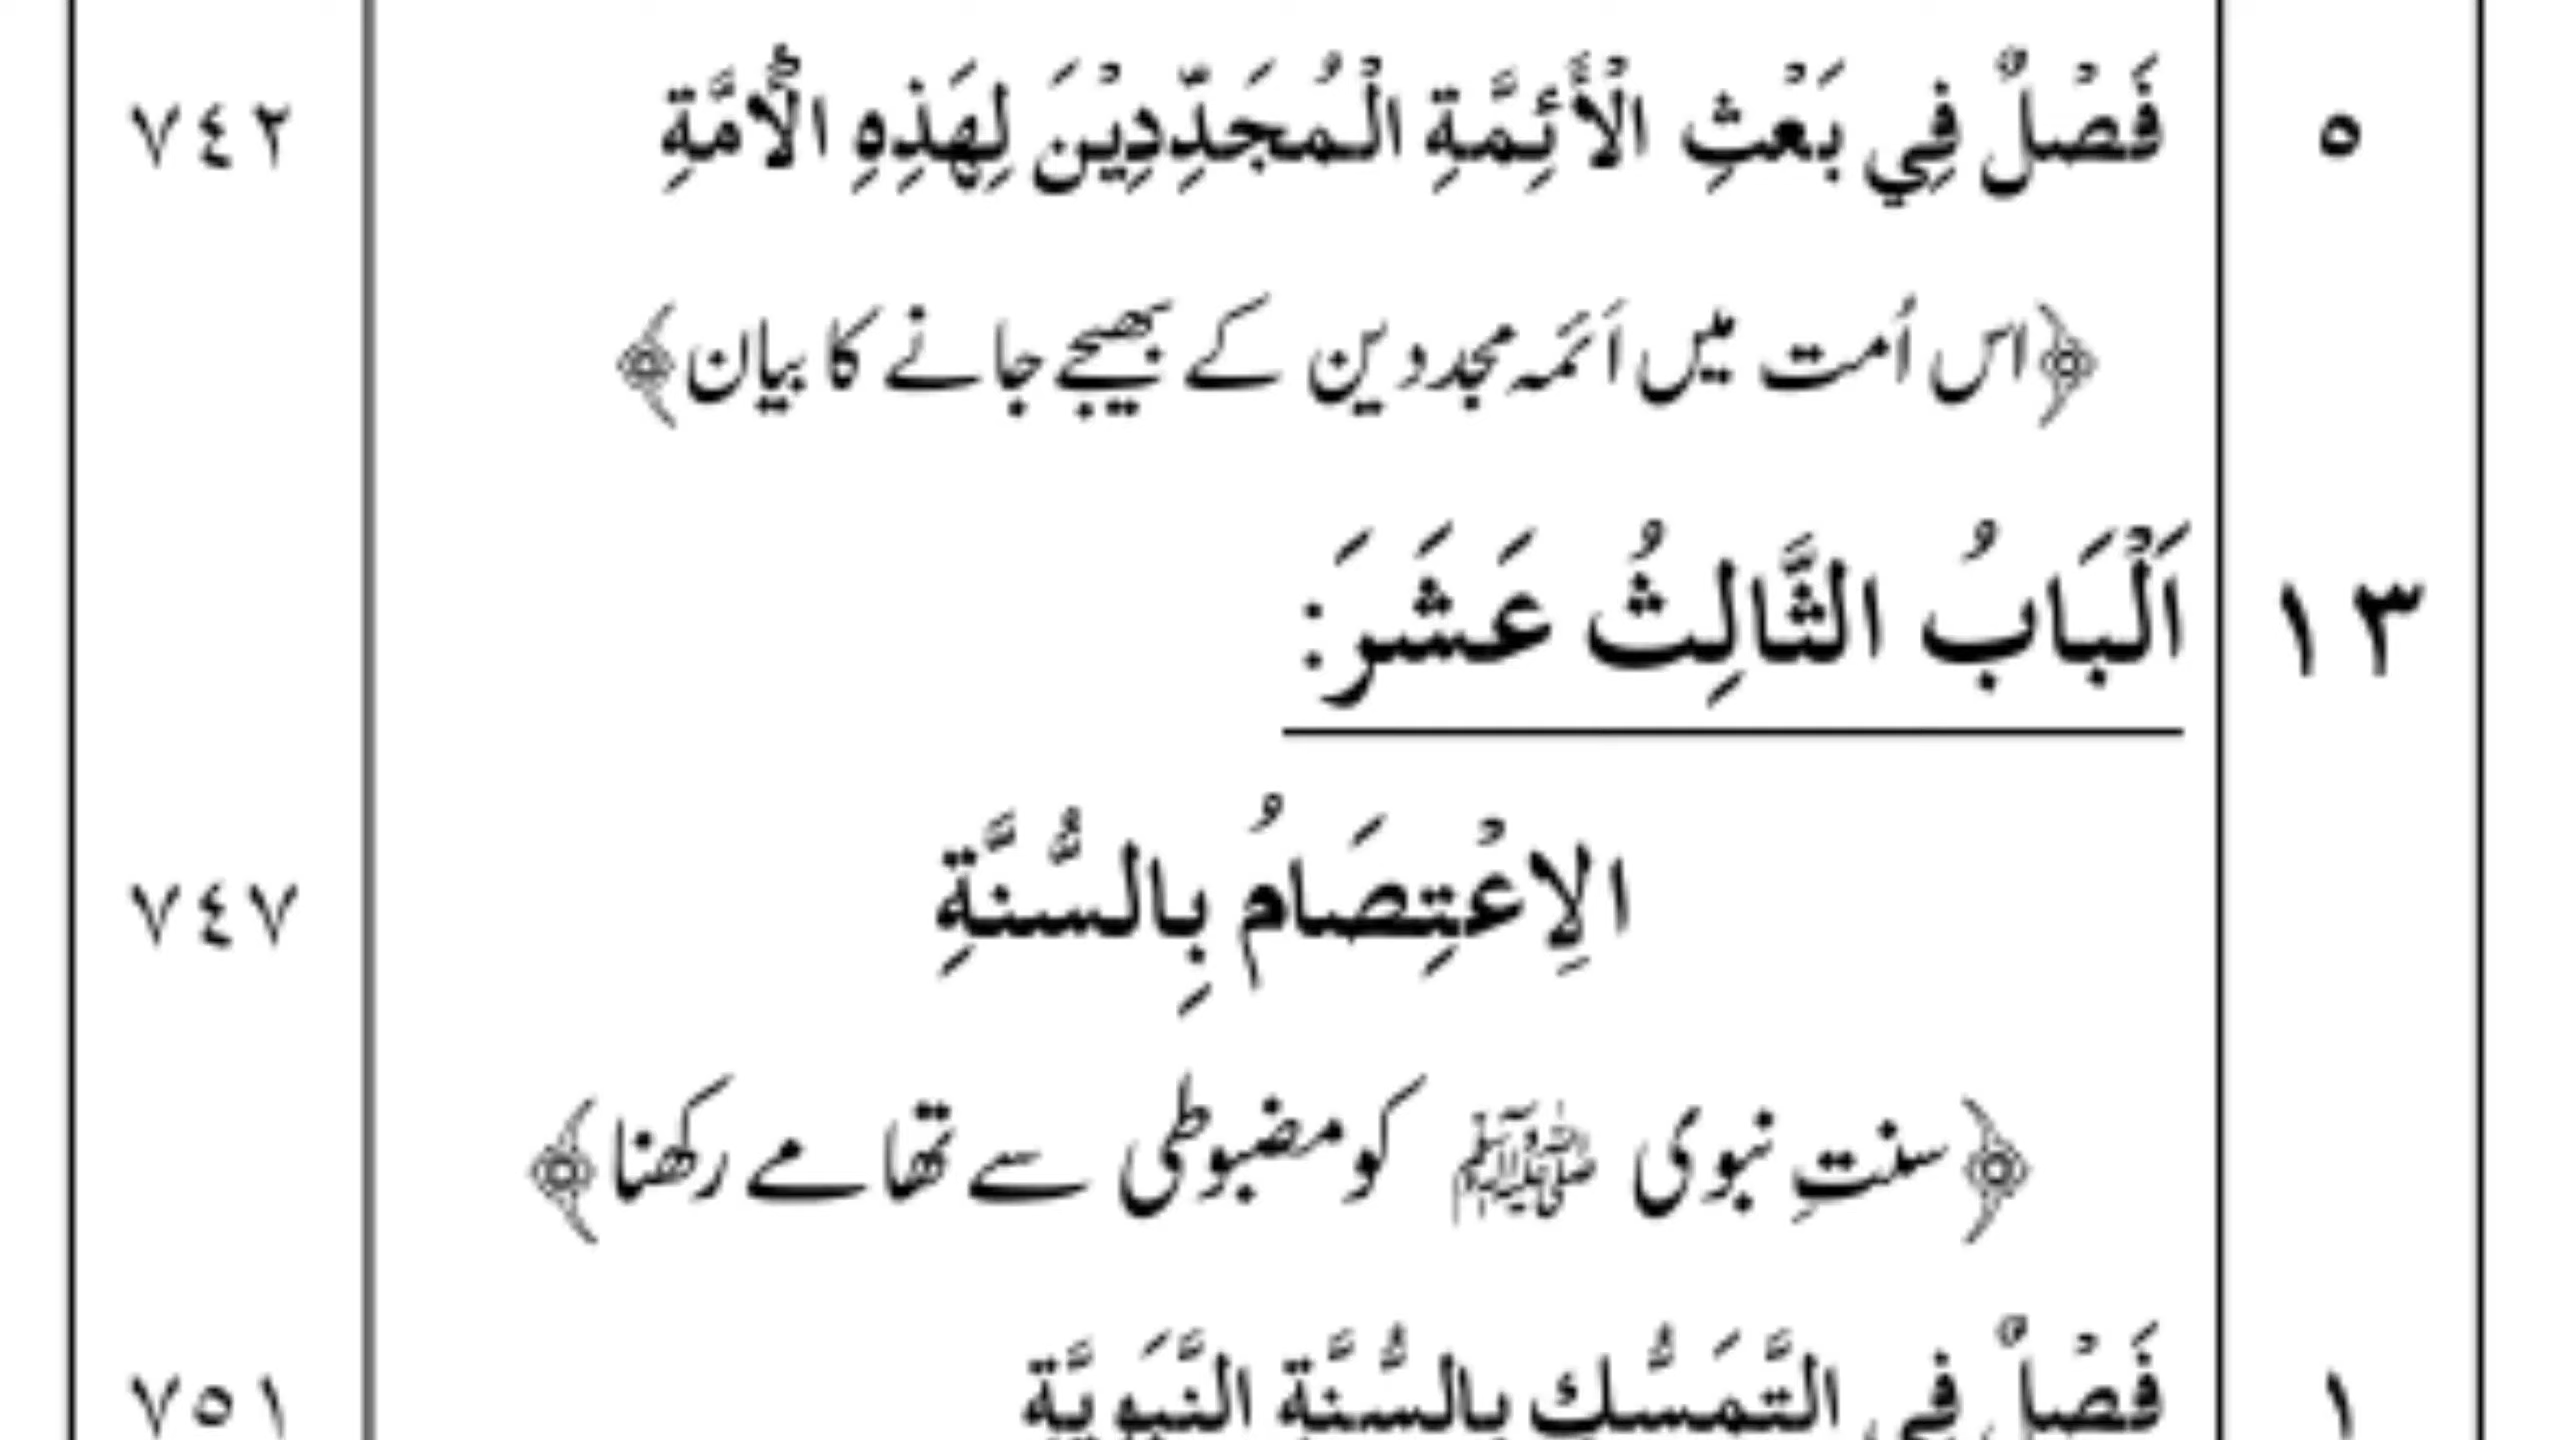 ٥ فَصْلٌ فِي بَعْثِ الْأَئِمَّةِ الْمُجَدِّدِيْنَ لِهَذِهِ الْأُمَّةِ ٧٤٢
﴿اس اُمت میں اَئمہ مجددین کے بھیجے جانے کا بیان﴾
١٣ اَلْبَابُ الثَّالِثُ عَشَرَ:
الِاعْتِصَامُ بِالسُّنَّةِ ٧٤٧
﴿سنتِ نبوی ﷺ کو مضبوطی سے تھامے رکھنا﴾
١ فَصْلٌ فِي التَّمَسُّكِ بِالسُّنَّةِ النَّبَوِيَّةِ ٧٥١